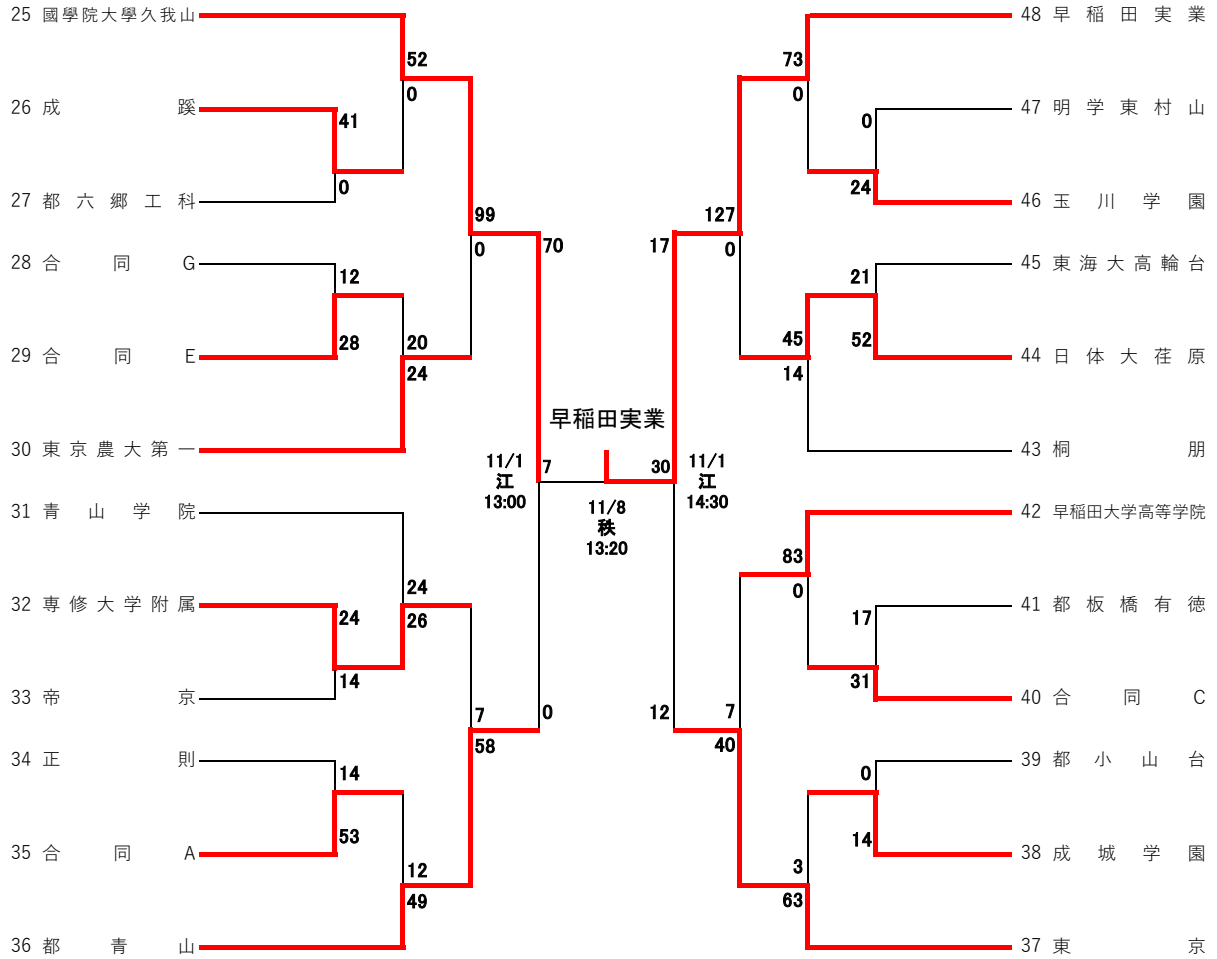 25 國學院大學久我山
52
0
26 成蹊
41
0
27 都六郷工科
99
0
28 合同G
12
28
29 合同E
20
24
30 東京農大第一
70
0
31 青山学院
24
26
32 専修大学附属
24
14
33 帝京
7
58
34 正則
14
53
35 合同A
12
49
36 都青山
早稲田実業
11/1
江
13:00
7
30
11/8
秩
13:20
11/1
江
14:30
48 早稲田実業
73
0
47 明学東村山
0
24
46 玉川学園
127
0
45 東海大高輪台
21
52
44 日体大荏原
45
14
43 桐朋
17
12
42 早稲田大学高等学院
83
0
41 都板橋有徳
17
31
40 合同C
7
40
39 都小山台
0
14
38 成城学園
3
63
37 東京